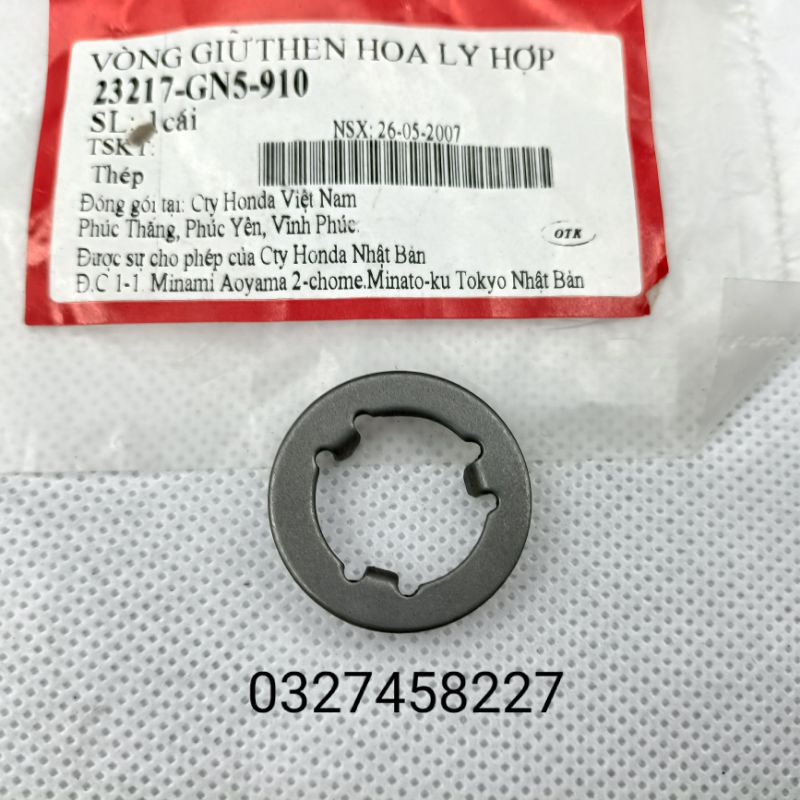 VÒNG GIỮ THEN HOA LY HỢP
23217-GN5-910
SL: 1cái
NSX: 26-05-2007
TSKT:
Thép
Đóng gói tại: Cty Honda Việt Nam
Phúc Thắng, Phúc Yên, Vĩnh Phúc.
OTK
Được sự cho phép của Cty Honda Nhật Bản
Đ.C 1-1. Minami Aoyama 2-chome.Minato-ku Tokyo Nhật Bản
0327458227